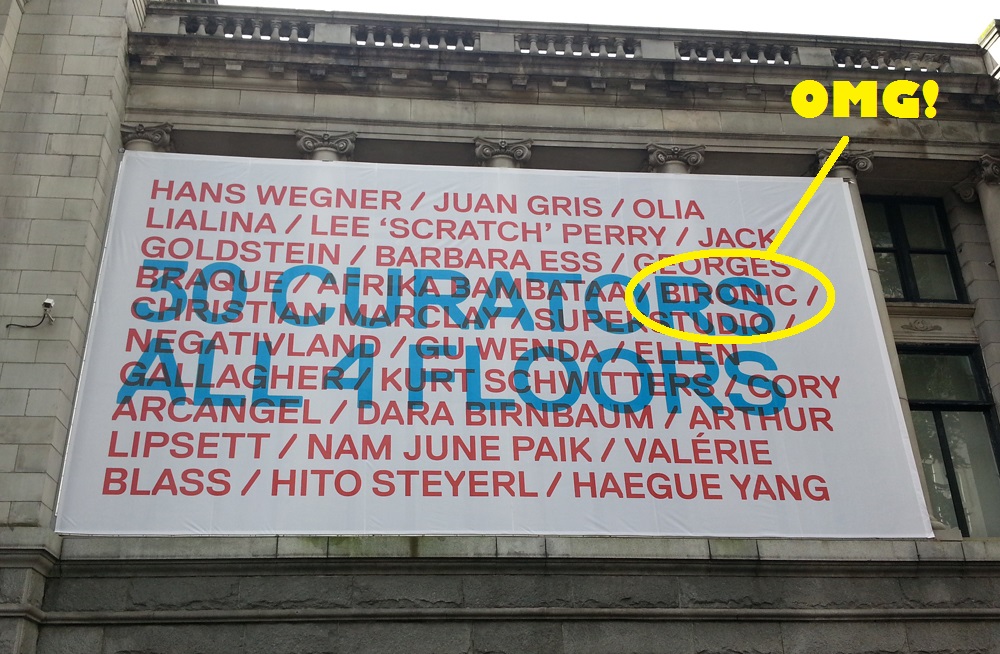 OMG!
HANS WEGNER / JUAN GRIS / OLIA
LIALINA / LEE ‘SCRATCH’ PERRY / JACK
GOLDSTEIN / BARBARA ESS / GEORGES
BRAQUE / AFRIKA BAMBATAA / BIRONIC /
CHRISTIAN MARCLAY / SUPERSTUDIO /
NEGATIVLAND / GU WENDA / ELLEN
GALLAGHER / KURT SCHWITTERS / CORY
ARCANGEL / DARA BIRNBAUM / ARTHUR
LIPSETT / NAM JUNE PAIK / VALÉRIE
BLASS / HITO STEYERL / HAEGUE YANG
30 CURATORS
ALL 4 FLOORS